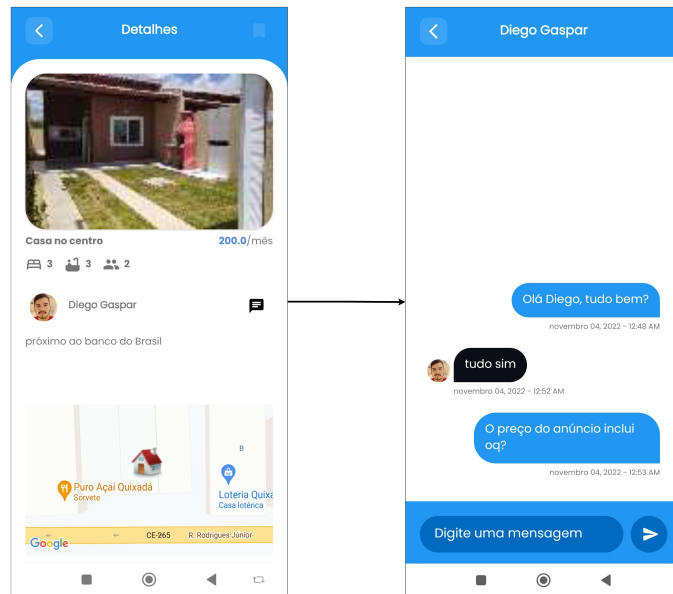 Detalhes
Casa no centro
200.0/mês
3 3 2
Diego Gaspar
próximo ao banco do Brasil
B
Puro Açaí Quixadá
Sorvete
Loteria Quixa
Casa lotérica
CE-265 R. Rodrigues Júnior
Google
Diego Gaspar
Olá Diego, tudo bem?
novembro 04, 2022 - 12:48 AM
tudo sim
novembro 04, 2022 - 12:52 AM
O preço do anúncio inclui
oq?
novembro 04, 2022 - 12:53 AM
Digite uma mensagem